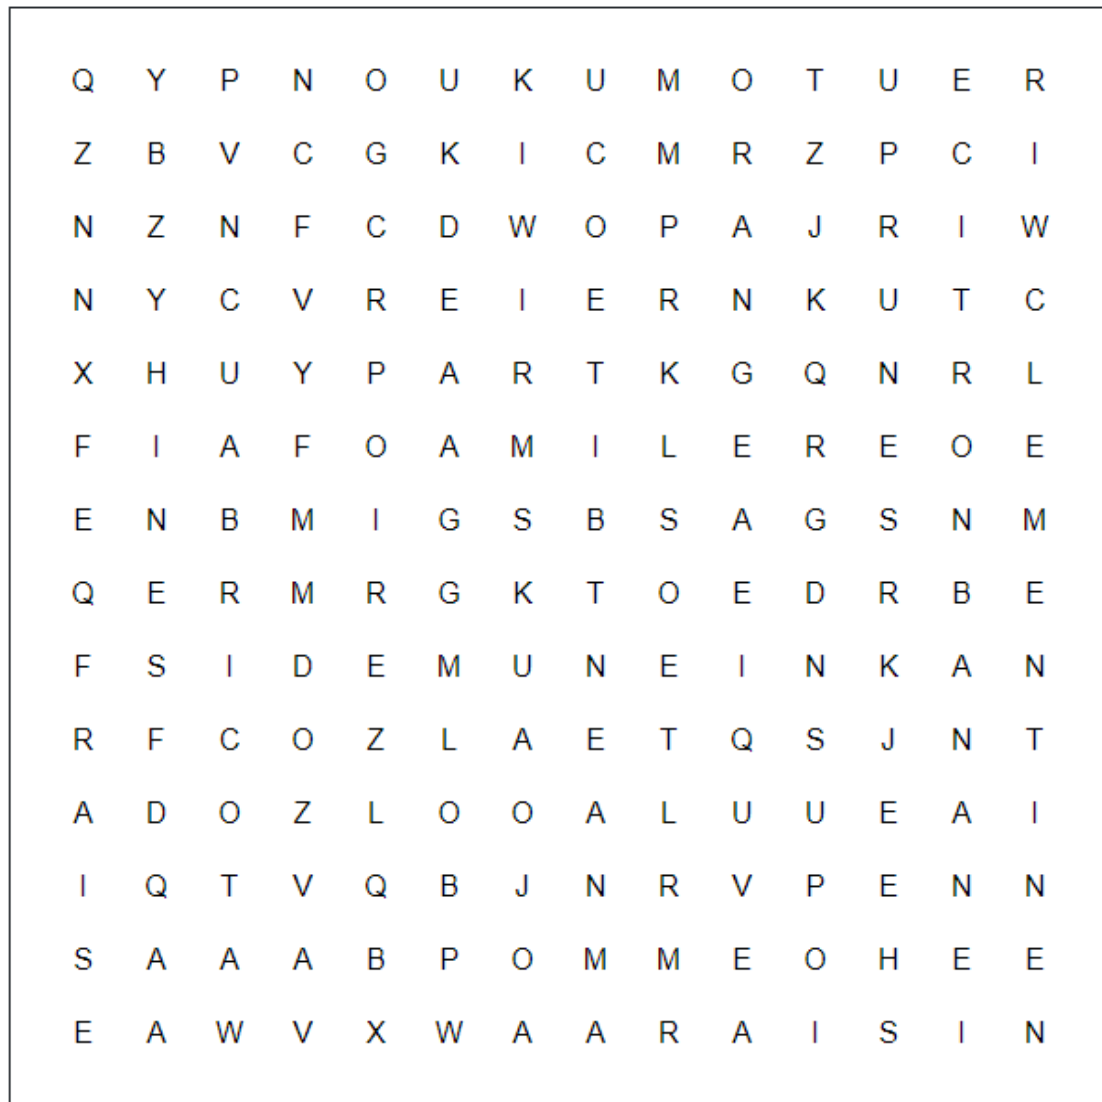 Q Y P N O U K U M O T U E R
Z B V C G K I C M R Z P C I
N Z N F C D W O P A J R I W
N Y C V R E I E R N K U T C
X H U Y P A R T K G Q N R L
F I A F O A M I L E R E O E
E N B M I G S B S A G S N M
Q E R M R G K T O E D R B E
F S I D E M U N E I N K A N
R F C O Z L A E T Q S J N T
A D O Z L O O A L U U E A I
I Q T V Q B J N R V P E N N
S A A A B P O M M E O H E E
E A W V X W A A R A I S I N